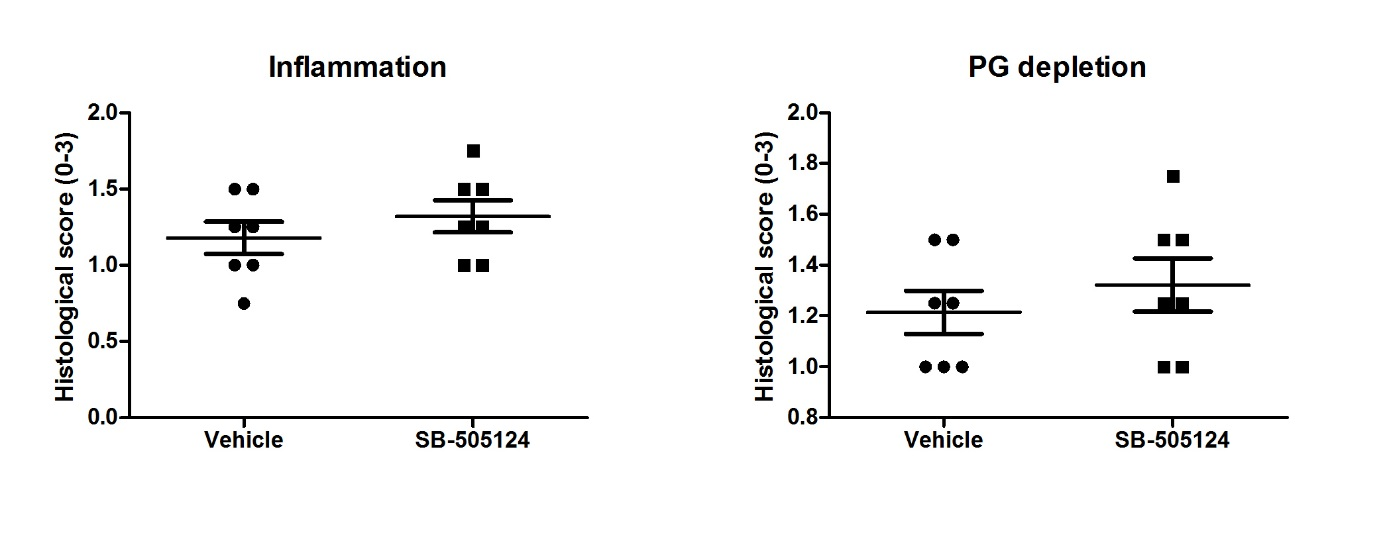 Inflammation
Histological score (0-3)
2.0
1.5
1.0
0.5
0.0
Vehicle SB-505124
PG depletion
Histological score (0-3)
2.0
1.8
1.6
1.4
1.2
1.0
0.8
Vehicle SB-505124